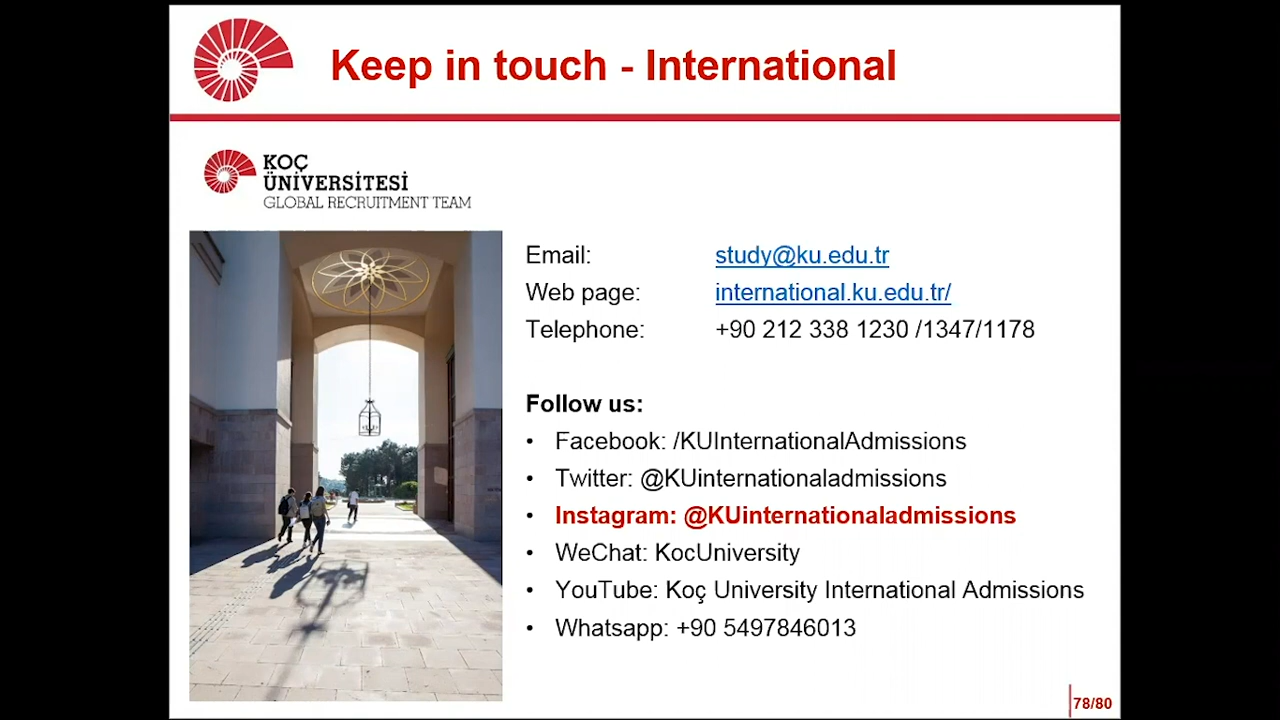 Keep in touch - International
KOÇ
ÜNİVERSİTESİ
GLOBAL RECRUITMENT TEAM
Email: study@ku.edu.tr
Web page: international.ku.edu.tr/
Telephone: +90 212 338 1230 /1347/1178
Follow us:
• Facebook: /KUInternationalAdmissions
• Twitter: @KUinternationaladmissions
• Instagram: @KUinternationaladmissions
• WeChat: KocUniversity
• YouTube: Koç University International Admissions
• Whatsapp: +90 5497846013
78/80